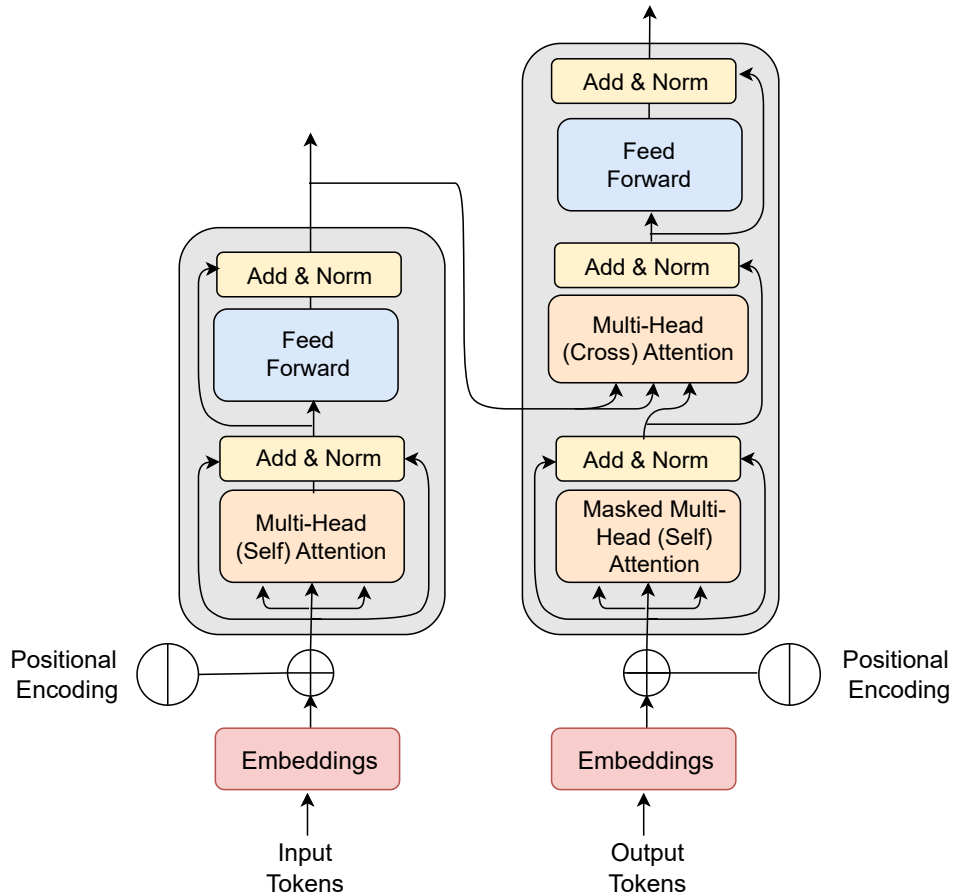 Add & Norm
Feed
Forward
Add & Norm
Multi-Head
(Self) Attention
Positional
Encoding
Embeddings
Input
Tokens
Add & Norm
Feed
Forward
Add & Norm
Multi-Head
(Cross) Attention
Add & Norm
Masked Multi-
Head (Self)
Attention
Positional
Encoding
Embeddings
Output
Tokens